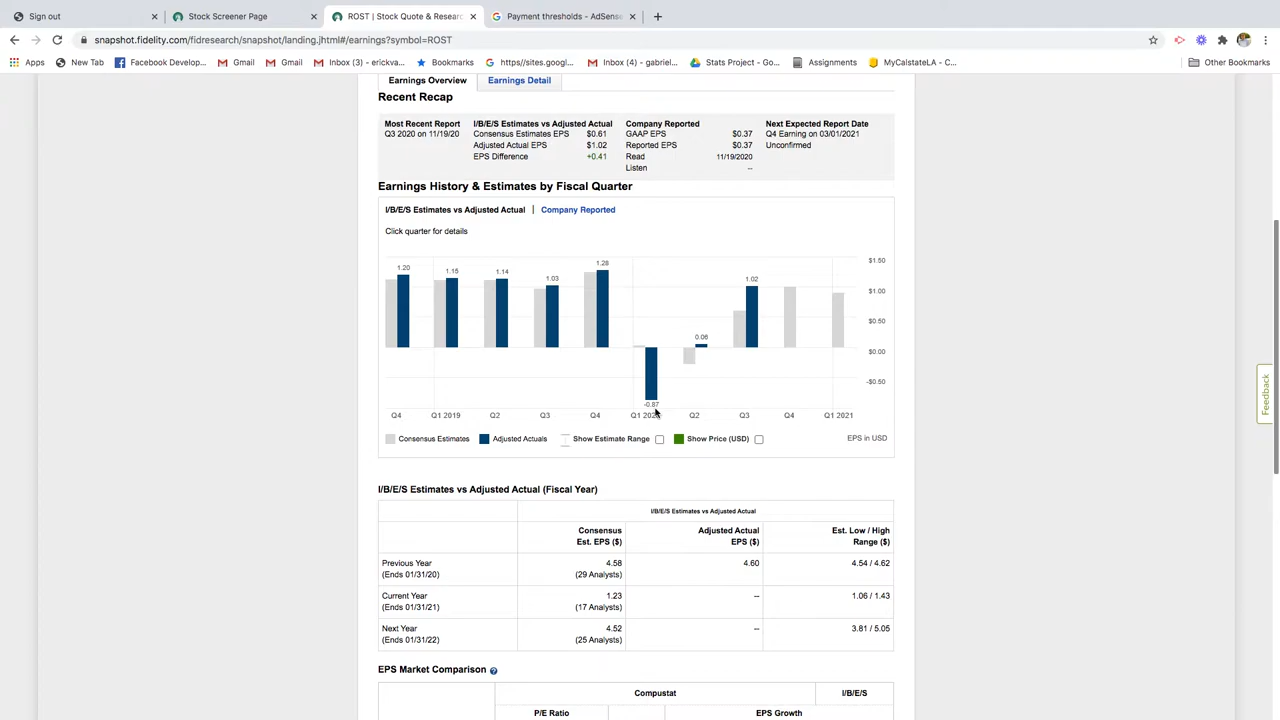 Sign out
Stock Screener Page
ROST | Stock Quote & Researc
Payment thresholds - AdSens
snapshot.fidelity.com/fidresearch/snapshot/landing.jhtml#/earnings?symbol=ROST
Apps
New Tab
Facebook Develop...
Gmail
Gmail
Inbox (3) - erickva...
Bookmarks
https//sites.googl...
Inbox (4) - gabriel...
Stats Project - Go...
Assignments
MyCalstateLA - C...
Other Bookmarks
Earnings Overview
Earnings Detail
Recent Recap
Most Recent Report
Q3 2020 on 11/19/20
I/B/E/S Estimates vs Adjusted Actual
Consensus Estimates EPS $0.61
Adjusted Actual EPS $1.02
EPS Difference +0.41
Company Reported
GAAP EPS $0.37
Reported EPS $0.37
Read 11/19/2020
Listen --
Next Expected Report Date
Q4 Earning on 03/01/2021
Unconfirmed
Earnings History & Estimates by Fiscal Quarter
I/B/E/S Estimates vs Adjusted Actual | Company Reported
Click quarter for details
1.20
1.15
1.14
1.03
1.28
-0.87
0.06
1.02
$1.50
$1.00
$0.50
$0.00
-$0.50
Q4 Q1 2019 Q2 Q3 Q4 Q1 Q2 Q3 Q4 Q1 2021
Consensus Estimates
Adjusted Actuals
Show Estimate Range
Show Price (USD)
EPS in USD
I/B/E/S Estimates vs Adjusted Actual (Fiscal Year)
I/B/E/S Estimates vs Adjusted Actual
Consensus
Est. EPS ($)
Adjusted Actual
EPS ($)
Est. Low / High
Range ($)
Previous Year
(Ends 01/31/20)
4.58
(29 Analysts)
4.60
4.54 / 4.62
Current Year
(Ends 01/31/21)
1.23
(17 Analysts)
--
1.06 / 1.43
Next Year
(Ends 01/31/22)
4.52
(25 Analysts)
--
3.81 / 5.05
EPS Market Comparison
Compustat
I/B/E/S
P/E Ratio
EPS Growth
Feedback